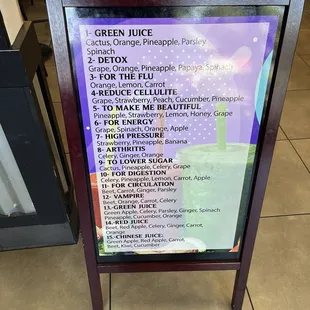 1- GREEN JUICE
Cactus, Orange, Pineapple, Parsley
Spinach
2- DETOX
Grape, Orange, Pineapple, Papaya, Spinach
3- FOR THE FLU
Orange, Lemon, Carrot
4-REDUCE CELLULITE
Grape, Strawberry, Peach, Cucumber, Pineapple
5- TO MAKE ME BEAUTIFUL
Pineapple, Strawberry, Lemon, Honey, Grape
6- FOR ENERGY
Grape, Spinach, Orange, Apple
7- HIGH PRESSURE
Strawberry, Pineapple, Banana
8- ARTHRITIS
Celery, Ginger, Orange
9- TO LOWER SUGAR
Cactus, Pineapple, Celery, Grape
10- FOR DIGESTION
Celery, Pineapple, Lemon, Carrot, Apple
11- FOR CIRCULATION
Beet, Carrot, Ginger, Parsley
12- VAMPIRE
Beet, Orange, Carrot, Celery
13.-GREEN JUICE
Green Apple, Celery, Parsley, Ginger, Spinach
Pineapple, Orange
14.-RED JUICE
Beet, Red Apple, Celery, Ginger, Carrot,
Orange
15. CHINESE JUICE:
Green Apple, Red Apple, Carrot,
Beet, Kiwi, Cucumber